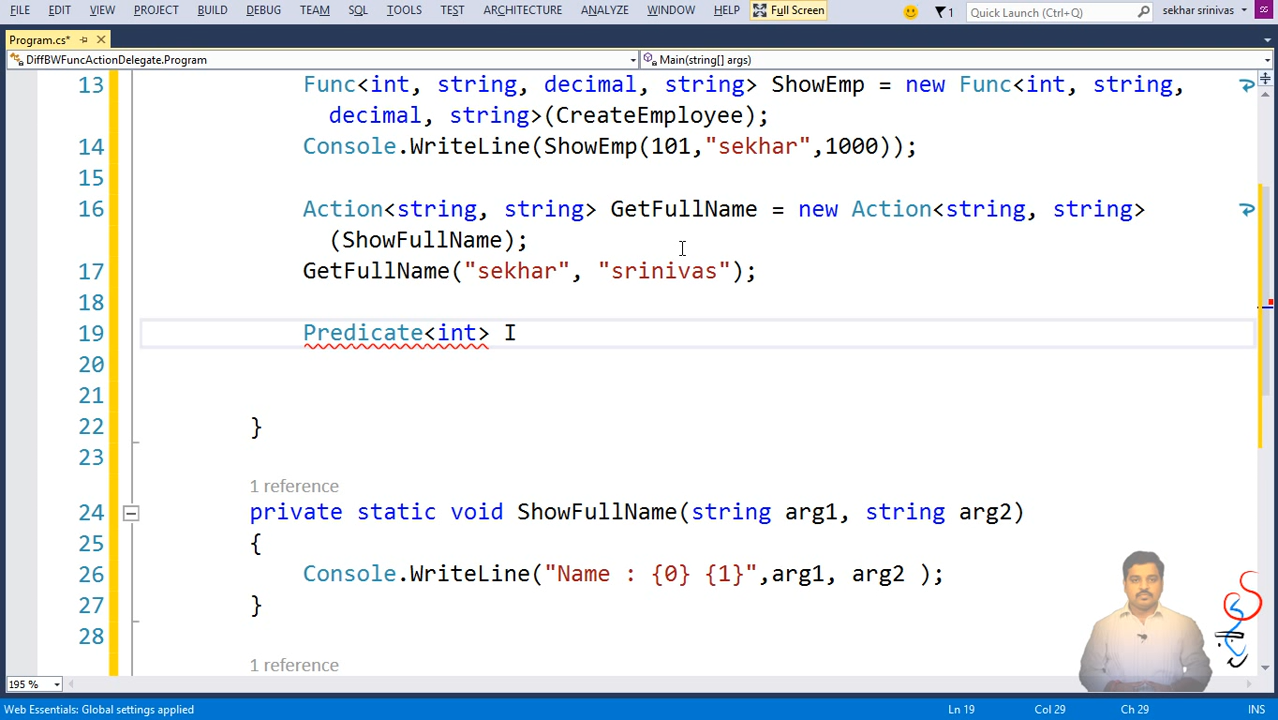 FILE EDIT VIEW PROJECT BUILD DEBUG TEAM SQL TOOLS TEST ARCHITECTURE ANALYZE WINDOW HELP Full Screen 1 Quick Launch (Ctrl+Q) sekhar srinivas SS
Program.cs*
DiffBWFuncActionDelegate.Program Main(string[] args)
13 Func<int, string, decimal, string> ShowEmp = new Func<int, string,
decimal, string>(CreateEmployee);
14 Console.WriteLine(ShowEmp(101,"sekhar",1000));
15
16 Action<string, string> GetFullName = new Action<string, string>
(ShowFullName);
17 GetFullName("sekhar", "srinivas");
18
19 Predicate<int> I
20
21
22 }
23
1 reference
24 private static void ShowFullName(string arg1, string arg2)
25 {
26 Console.WriteLine("Name : {0} {1}",arg1, arg2 );
27 }
28
1 reference
195 %
Web Essentials: Global settings applied Ln 19 Col 29 Ch 29 INS